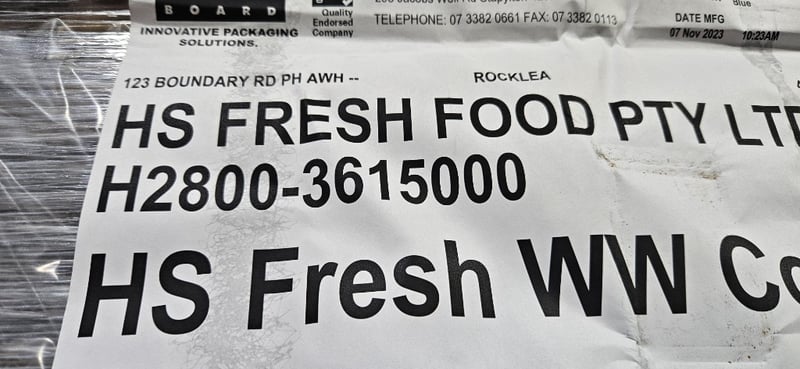 BOARD
INNOVATIVE PACKAGING
SOLUTIONS.
Quality
Endorsed
Company
TELEPHONE: 07 3382 0661 FAX: 07 3382 0113
Blue
DATE MFG
07 Nov 2023 10:23AM
123 BOUNDARY RD PH AWH --
ROCKLEA
HS FRESH FOOD PTY LTD
H2800-3615000
HS Fresh WW Co